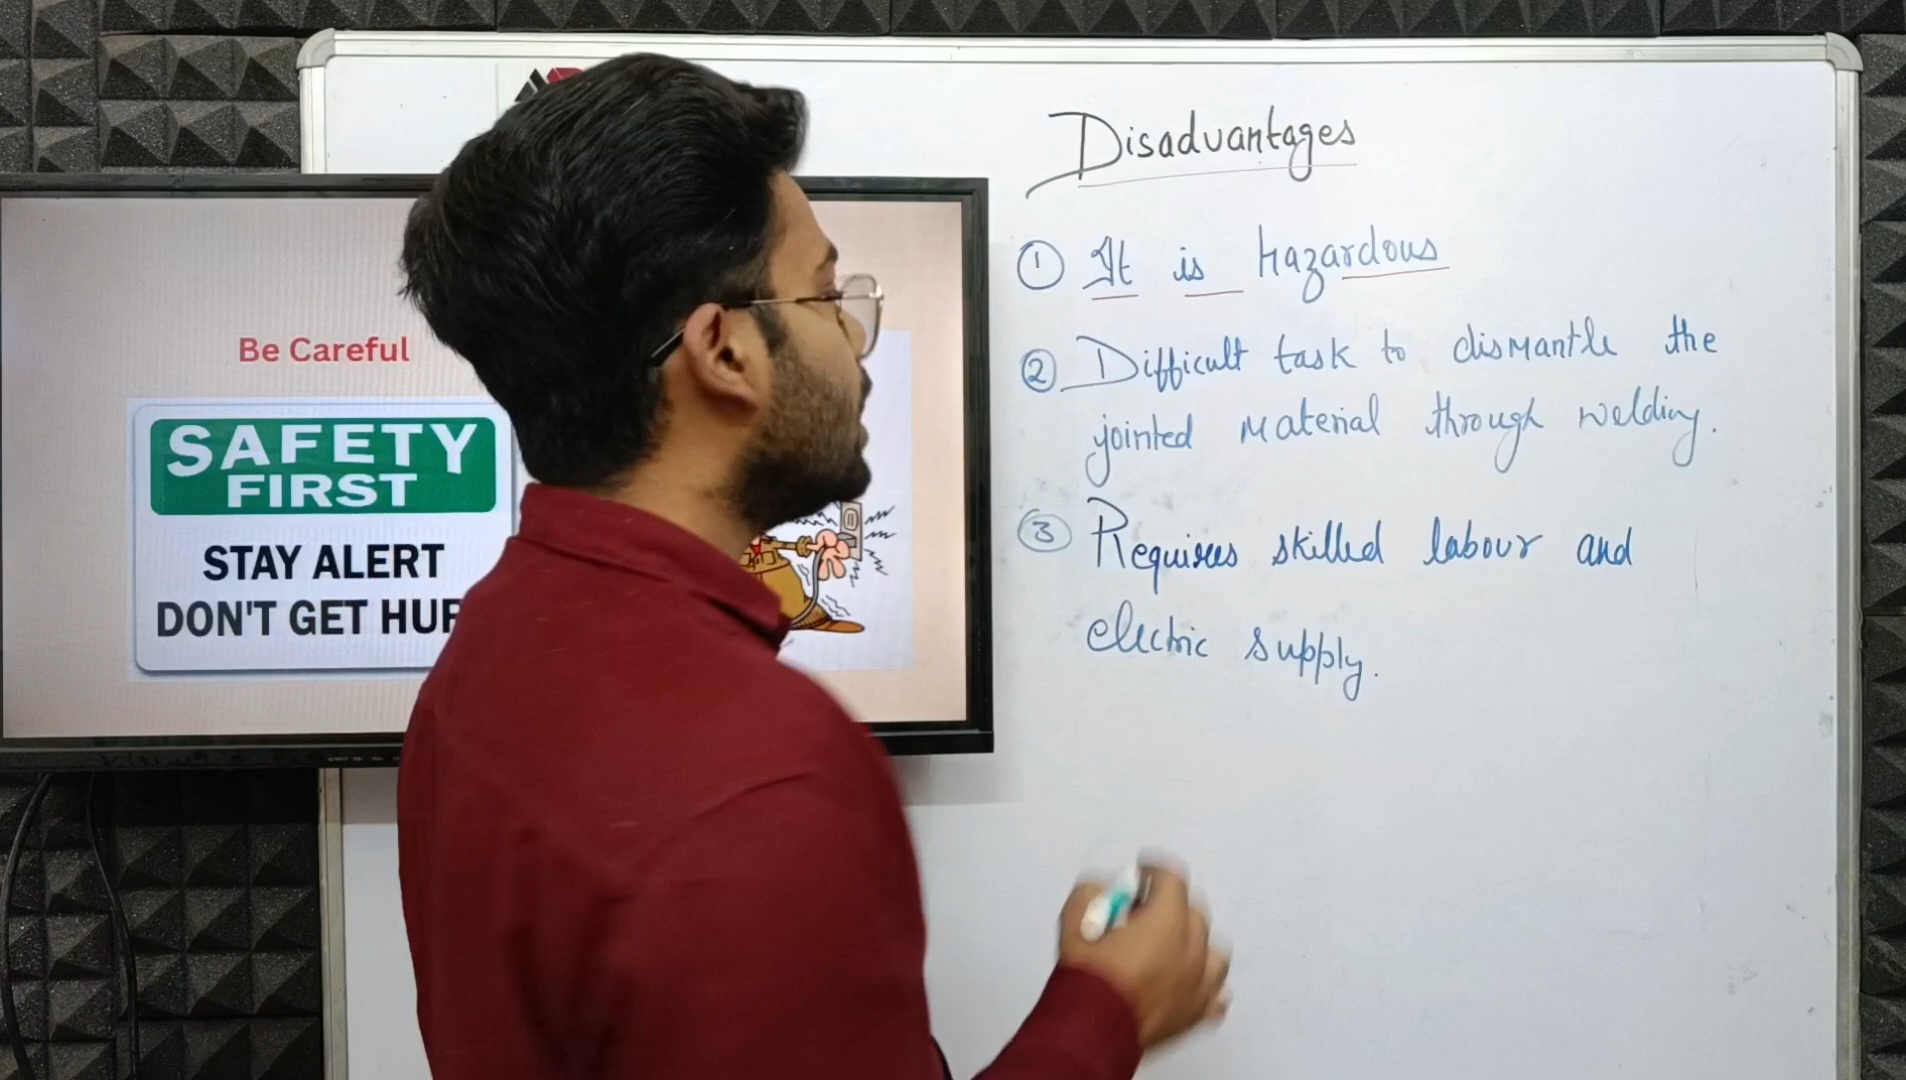 Be Careful
SAFETY
FIRST
STAY ALERT
DON'T GET HUR
Disadvantages
1 It is hazardous
2 Difficult task to dismantle the
jointed material through welding.
3 Requires skilled labour and
electric supply.